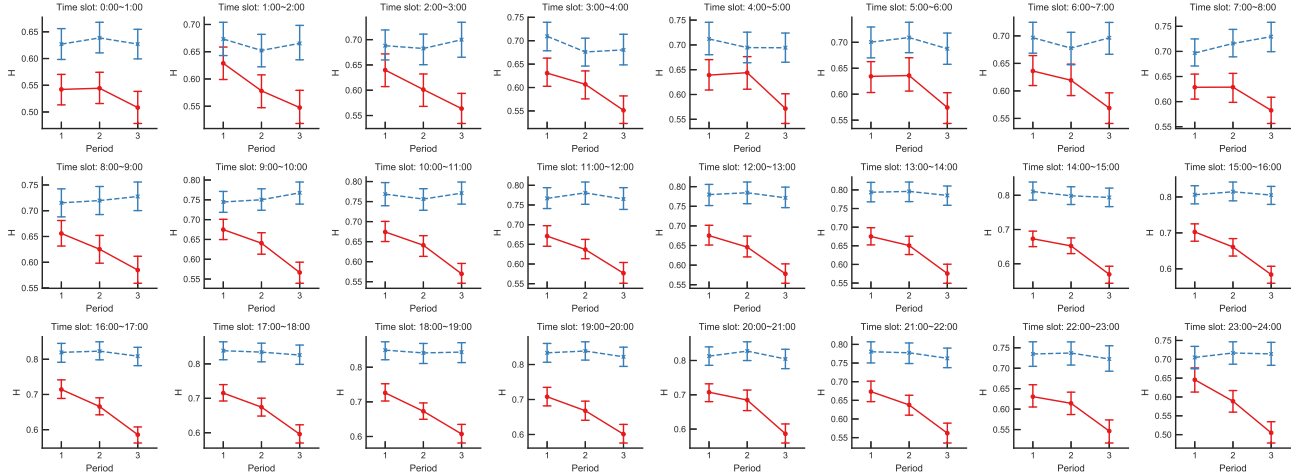 Time slot: 0:00~1:00
0.65
0.60
0.55
0.50
H
1 2 3
Period
Time slot: 1:00~2:00
0.70
0.65
0.60
0.55
H
1 2 3
Period
Time slot: 2:00~3:00
0.75
0.70
0.65
0.60
0.55
H
1 2 3
Period
Time slot: 3:00~4:00
0.75
0.70
0.65
0.60
0.55
H
1 2 3
Period
Time slot: 4:00~5:00
0.75
0.70
0.65
0.60
0.55
H
1 2 3
Period
Time slot: 5:00~6:00
0.75
0.70
0.65
0.60
0.55
H
1 2 3
Period
Time slot: 6:00~7:00
0.70
0.65
0.60
0.55
H
1 2 3
Period
Time slot: 7:00~8:00
0.75
0.70
0.65
0.60
0.55
H
1 2 3
Period
Time slot: 8:00~9:00
0.75
0.70
0.65
0.60
0.55
H
1 2 3
Period
Time slot: 9:00~10:00
0.80
0.75
0.70
0.65
0.60
0.55
H
1 2 3
Period
Time slot: 10:00~11:00
0.80
0.75
0.70
0.65
0.60
0.55
H
1 2 3
Period
Time slot: 11:00~12:00
0.80
0.75
0.70
0.65
0.60
0.55
H
1 2 3
Period
Time slot: 12:00~13:00
0.80
0.75
0.70
0.65
0.60
0.55
H
1 2 3
Period
Time slot: 13:00~14:00
0.80
0.75
0.70
0.65
0.60
0.55
H
1 2 3
Period
Time slot: 14:00~15:00
0.8
0.7
0.6
H
1 2 3
Period
Time slot: 15:00~16:00
0.8
0.7
0.6
H
1 2 3
Period
Time slot: 16:00~17:00
0.8
0.7
0.6
H
1 2 3
Period
Time slot: 17:00~18:00
0.8
0.7
0.6
H
1 2 3
Period
Time slot: 18:00~19:00
0.8
0.7
0.6
H
1 2 3
Period
Time slot: 19:00~20:00
0.8
0.7
0.6
H
1 2 3
Period
Time slot: 20:00~21:00
0.8
0.7
0.6
H
1 2 3
Period
Time slot: 21:00~22:00
0.80
0.75
0.70
0.65
0.60
0.55
H
1 2 3
Period
Time slot: 22:00~23:00
0.75
0.70
0.65
0.60
0.55
H
1 2 3
Period
Time slot: 23:00~24:00
0.75
0.70
0.65
0.60
0.55
0.50
H
1 2 3
Period